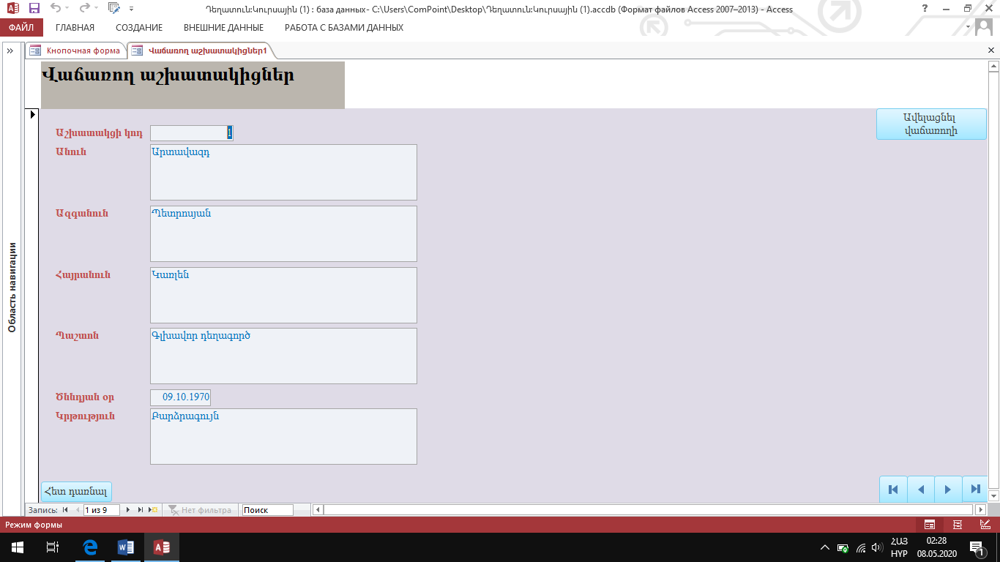 Դեղատուն:Կուրսային (1) : база данных- C:\Users\ComPoint\Desktop\Դեղատուն:Կուրսային (1).accdb (Формат файлов Access 2007–2013) - Access
ФАЙЛ ГЛАВНАЯ СОЗДАНИЕ ВНЕШНИЕ ДАННЫЕ РАБОТА С БАЗАМИ ДАННЫХ
Кнопочная форма Վաճառող աշխատակիցներ1
Վաճառող աշխատակիցներ
Ավելացնել
վաճառողի
Աշխատակցի կոդ 1
Անուն Արտավազդ
Ազգանուն Պետրոսյան
Հայրանուն Կառլեն
Պաշտոն Գլխավոր դեղագործ
Ծննդյան օր 09.10.1970
Կրթություն Բարձրագույն
Область навигации
Հետ դառնալ
Запись: 1 из 9 Нет фильтра Поиск
Режим формы
ՀԱՅ 02:28
HYP 08.05.2020 1